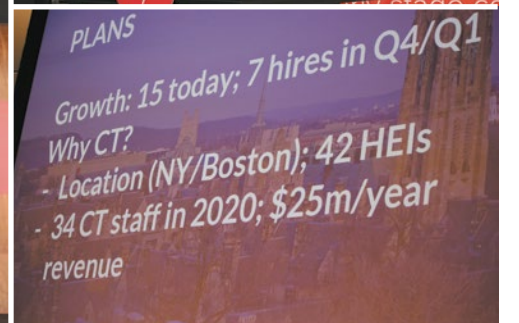 PLANS
Growth: 15 today; 7 hires in Q4/Q1
Why CT?
- Location (NY/Boston); 42 HEIs
- 34 CT staff in 2020; $25m/year
revenue